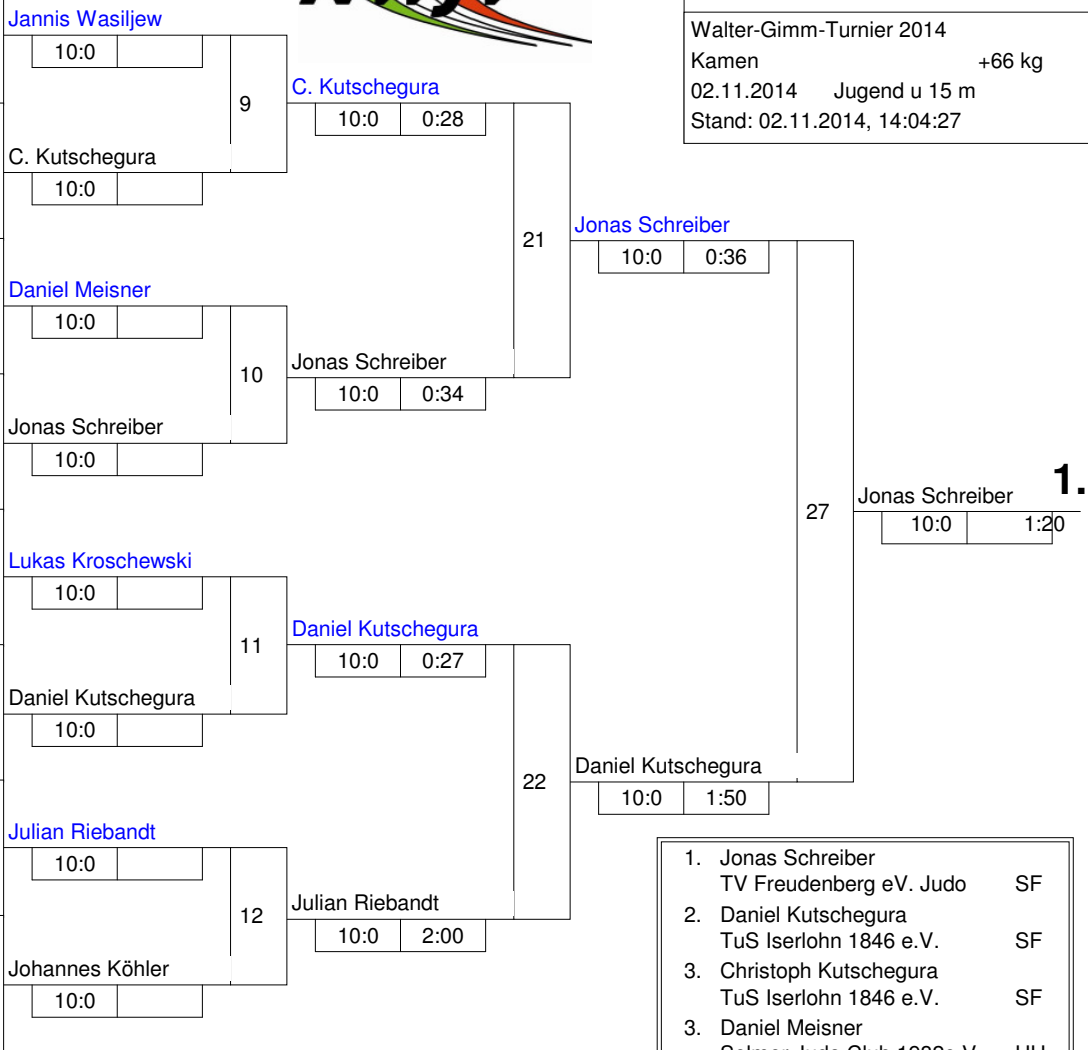 Walter-Gimm-Turnier 2014
Kamen +66 kg
02.11.2014 Jugend u 15 m
Stand: 02.11.2014, 14:04:27
Jannis Wasiljew
10:0
9
C. Kutschegura
10:0
Daniel Meisner
10:0
10
Jonas Schreiber
10:0
Lukas Kroschewski
10:0
11
Daniel Kutschegura
10:0
Julian Riebandt
10:0
12
Johannes Köhler
10:0
C. Kutschegura
10:0 0:28
21
Jonas Schreiber
10:0 0:34
Daniel Kutschegura
10:0 0:27
22
Julian Riebandt
10:0 2:00
Jonas Schreiber
10:0 0:36
27
Daniel Kutschegura
10:0 1:50
Jonas Schreiber 1.
10:0 1:20
1. Jonas Schreiber
TV Freudenberg eV. Judo SF
2. Daniel Kutschegura
TuS Iserlohn 1846 e.V. SF
3. Christoph Kutschegura
TuS Iserlohn 1846 e.V. SF
3. Daniel Meisner